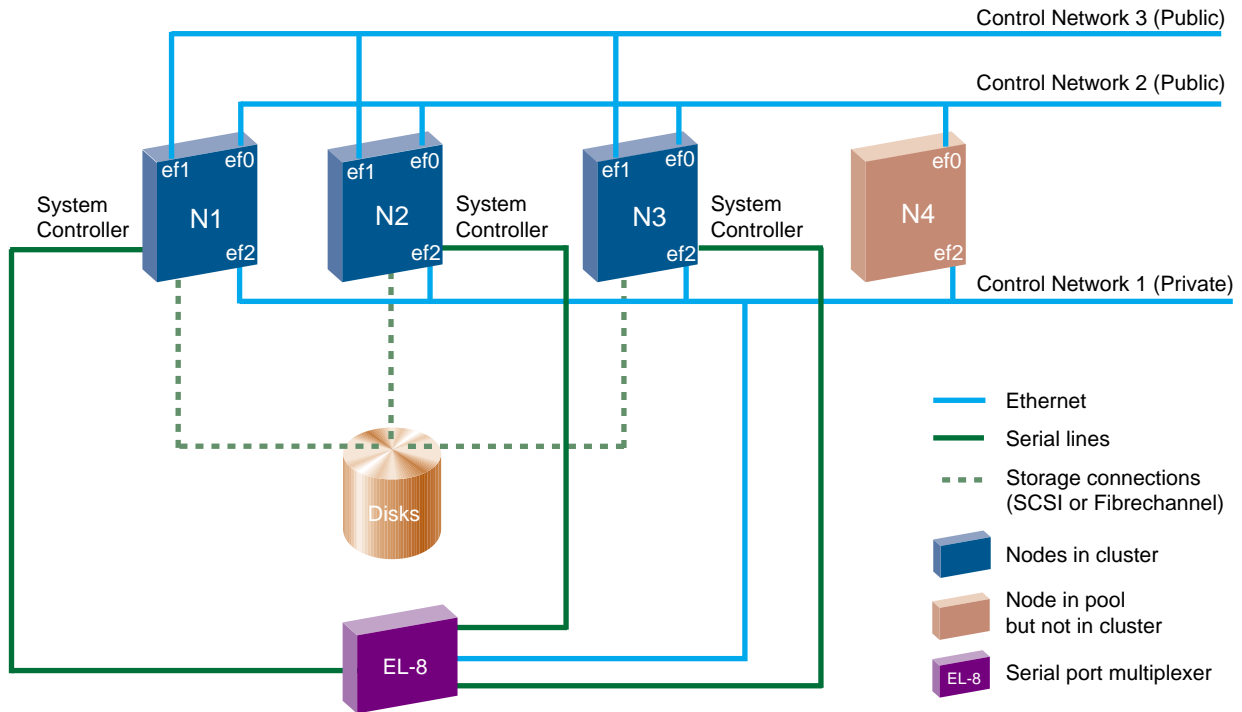 Control Network 3 (Public)
Control Network 2 (Public)
ef1
ef0
N1
ef2
ef1
ef0
N2
ef2
ef1
ef0
N3
ef2
ef0
N4
ef2
System
Controller
System
Controller
System
Controller
Control Network 1 (Private)
Disks
EL-8
Ethernet
Serial lines
Storage connections
(SCSI or Fibrechannel)
Nodes in cluster
Node in pool
but not in cluster
EL-8
Serial port multiplexer